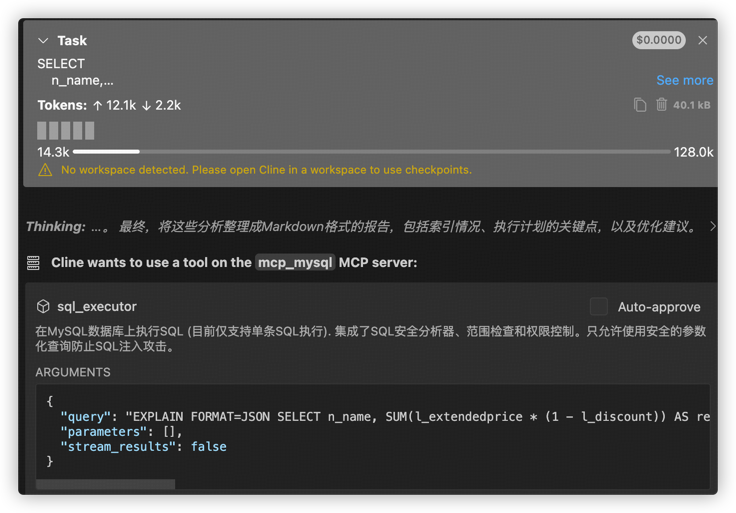 Task
$0.0000
SELECT
n_name,...
See more
Tokens: ↑ 12.1k ↓ 2.2k
40.1 kB
14.3k
128.0k
No workspace detected. Please open Cline in a workspace to use checkpoints.
Thinking: ...。 最终，将这些分析整理成Markdown格式的报告，包括索引情况、执行计划的关键点，以及优化建议。
Cline wants to use a tool on the mcp_mysql MCP server:
sql_executor
Auto-approve
在MySQL数据库上执行SQL (目前仅支持单条SQL执行). 集成了SQL安全分析器、范围检查和权限控制。只允许使用安全的参数
化查询防止SQL注入攻击。
ARGUMENTS
{
"query": "EXPLAIN FORMAT=JSON SELECT n_name, SUM(l_extendedprice * (1 - l_discount)) AS re
"parameters": [],
"stream_results": false
}